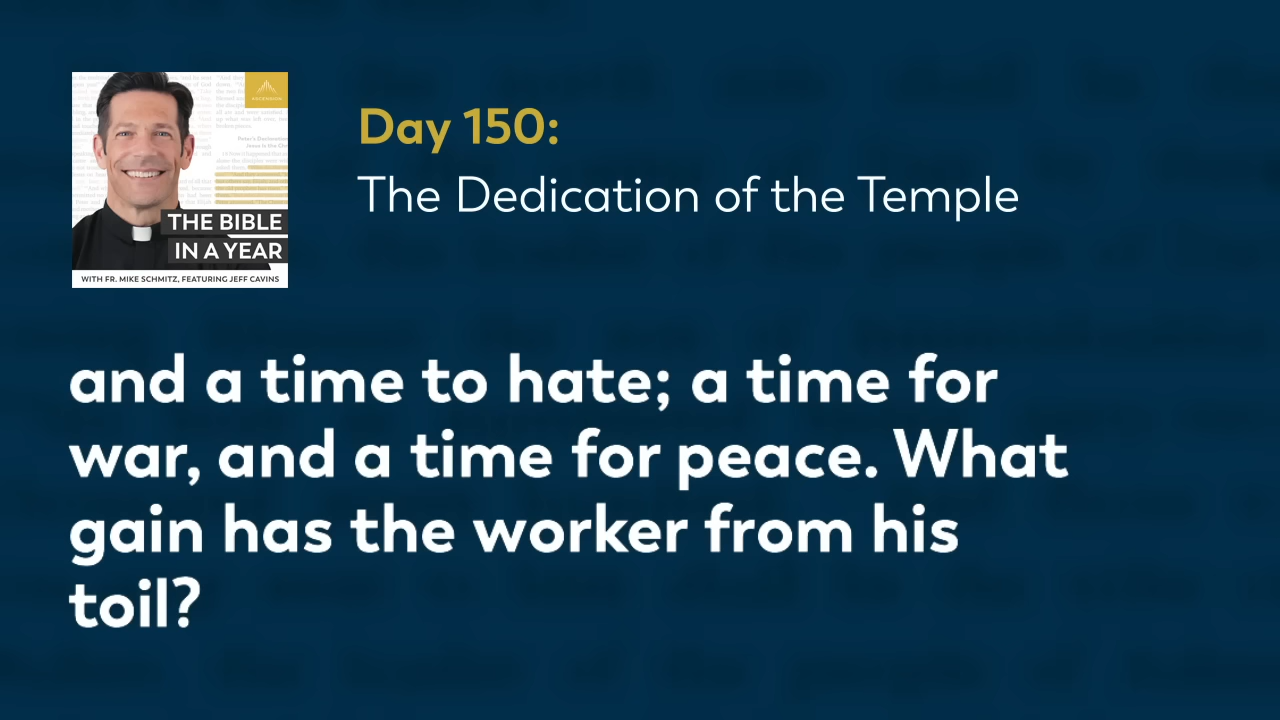 ASCENSION
THE BIBLE
IN A YEAR
WITH FR. MIKE SCHMITZ, FEATURING JEFF CAVINS
Day 150:
The Dedication of the Temple
and a time to hate; a time for
war, and a time for peace. What
gain has the worker from his
toil?